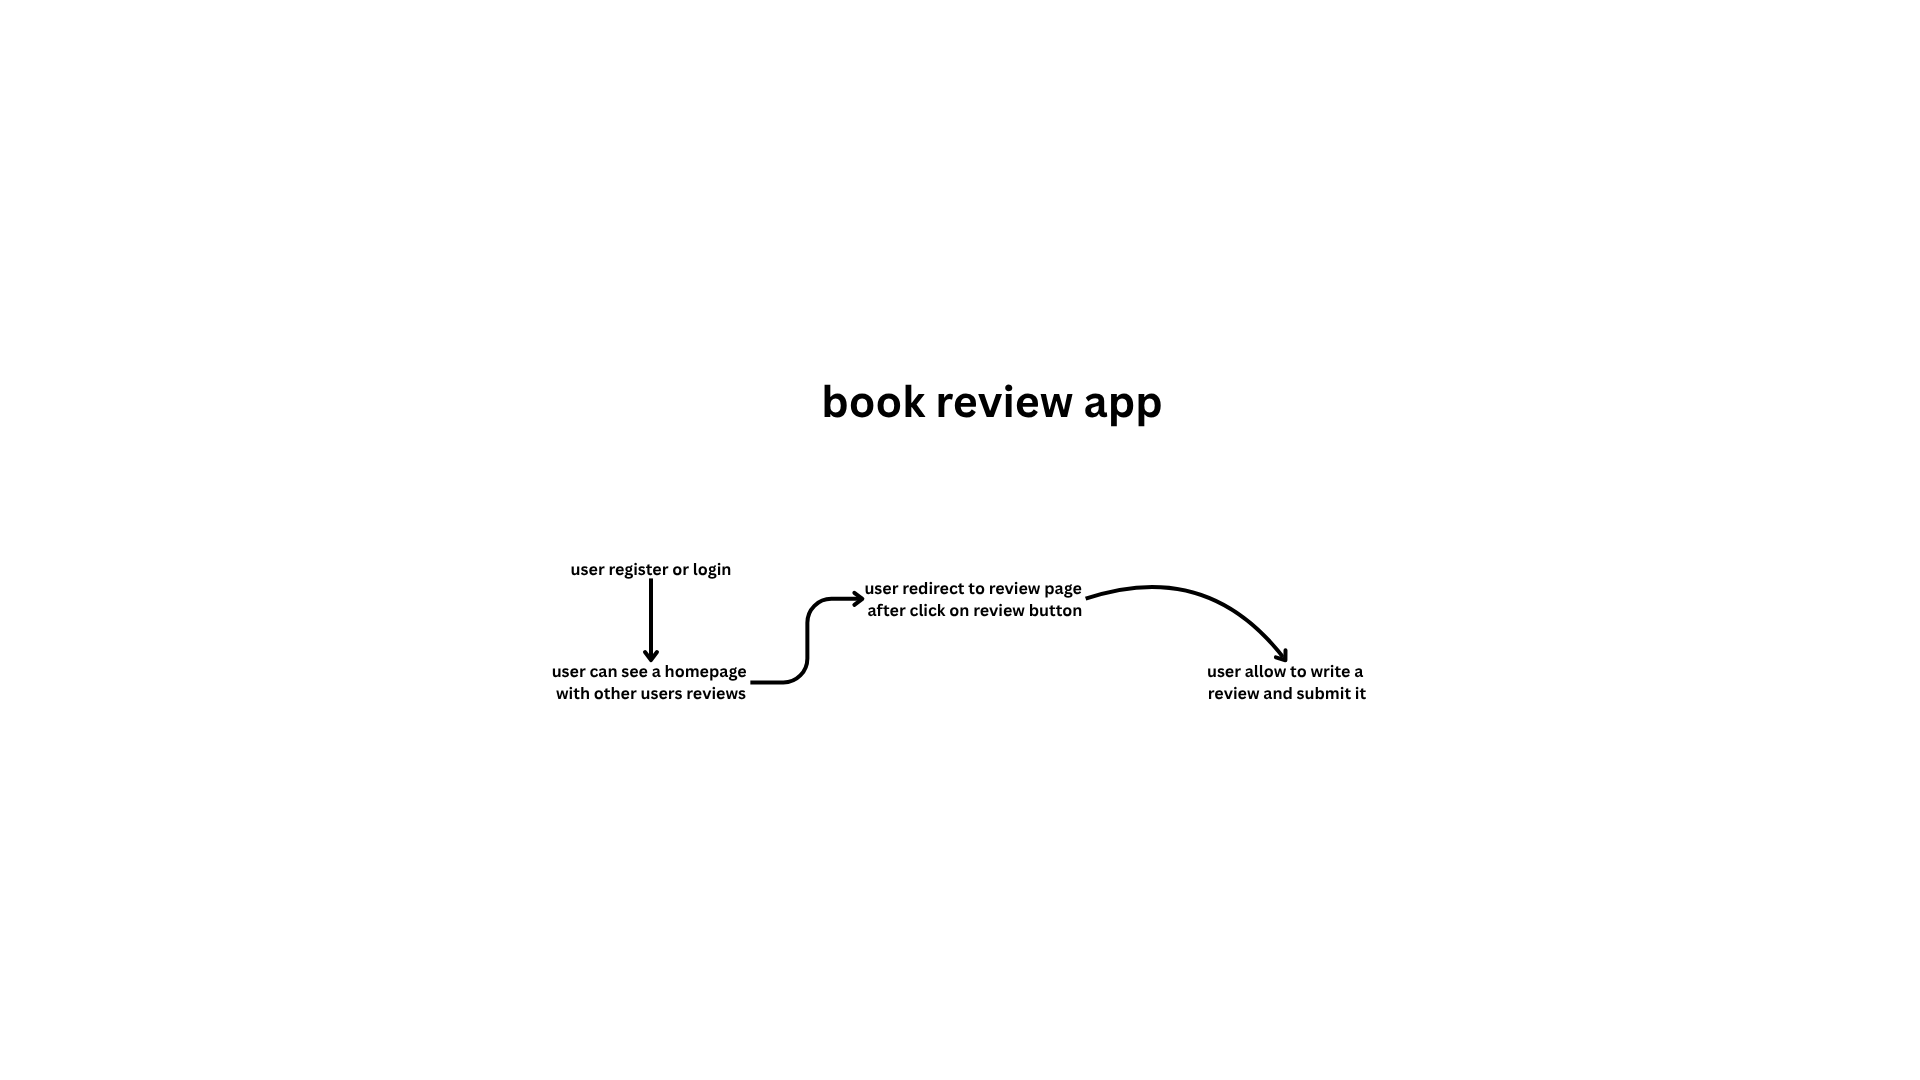 book review app
user register or login
user can see a homepage
with other users reviews
user redirect to review page
after click on review button
user allow to write a
review and submit it